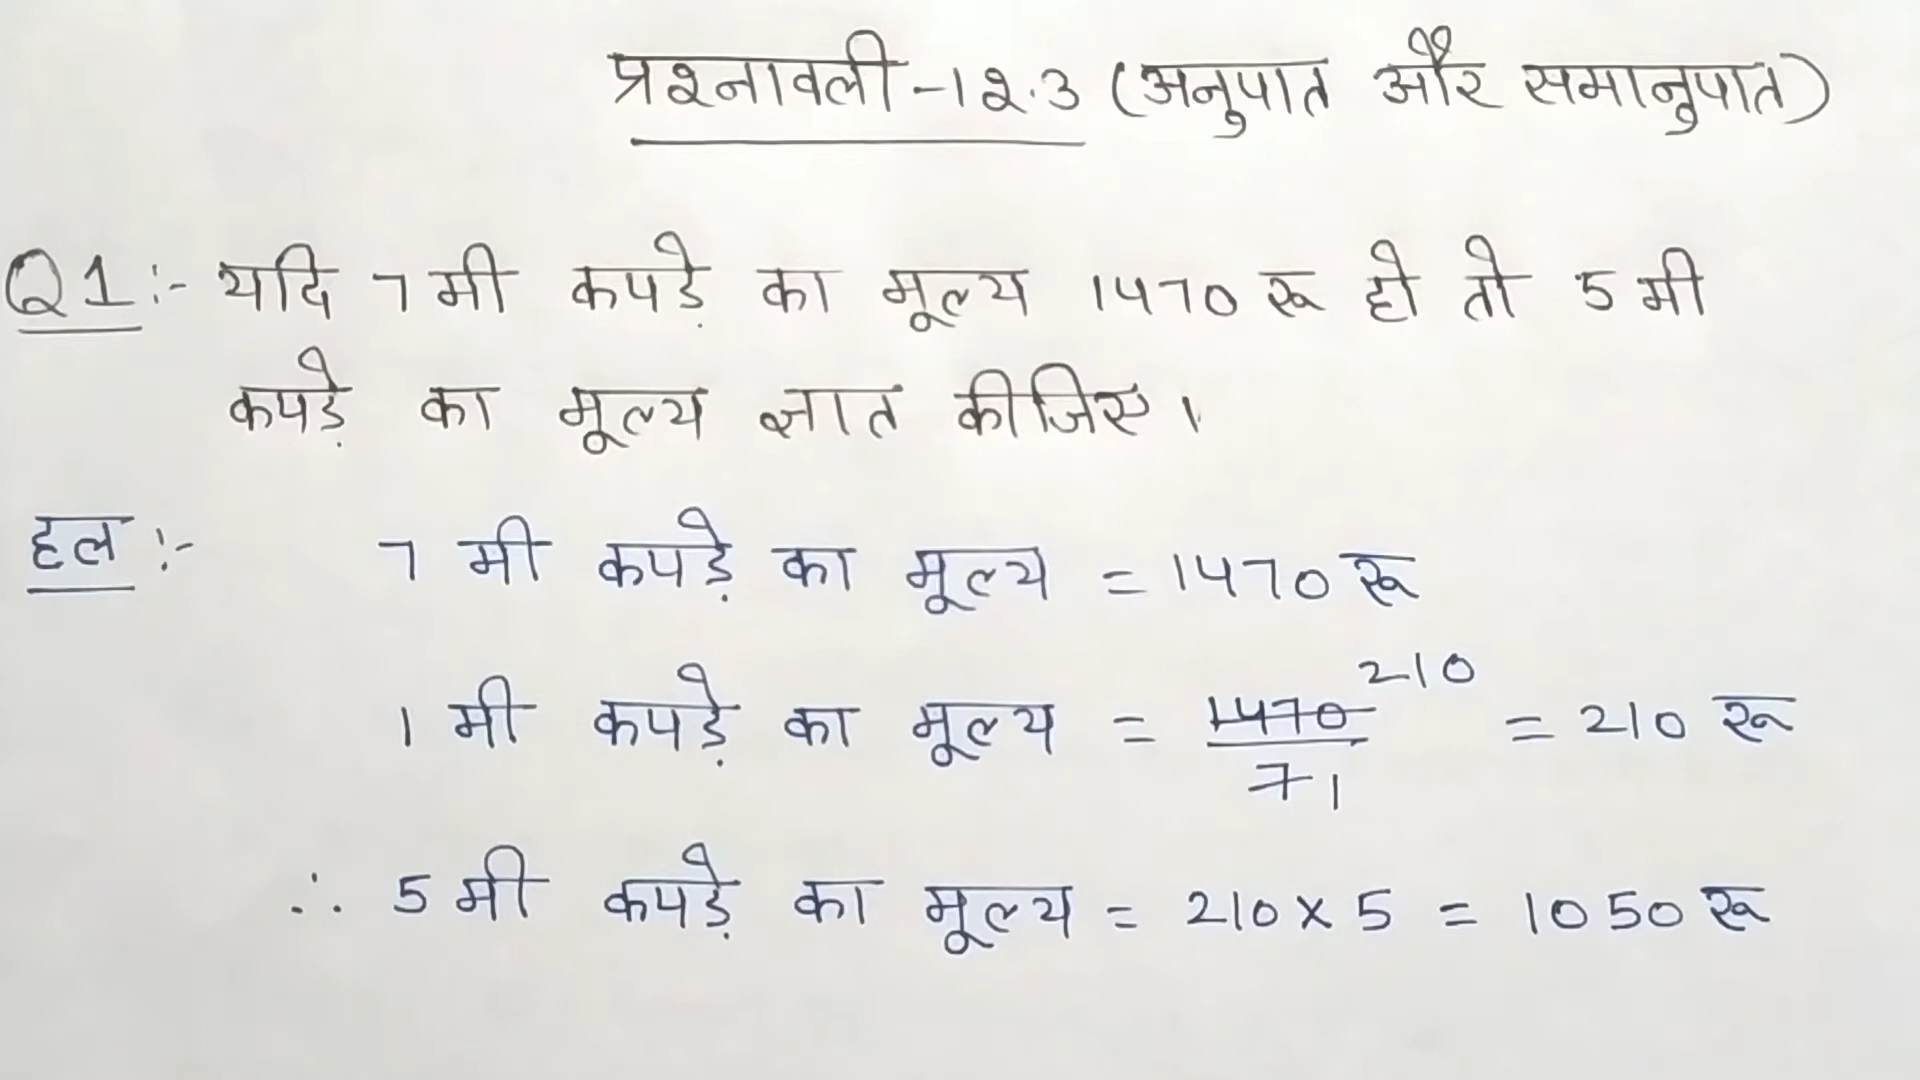 प्रश्नावली-12.3 (अनुपात और समानुपात)
Q1:- यदि 7 मी कपड़े का मूल्य 1470 रू हो तो 5 मी
कपड़े का मूल्य ज्ञात कीजिए।
हल:- 7 मी कपड़े का मूल्य = 1470 रू
1 मी कपड़े का मूल्य = 1470/7 210 1 = 210 रू
∴ 5 मी कपड़े का मूल्य = 210 × 5 = 1050 रू